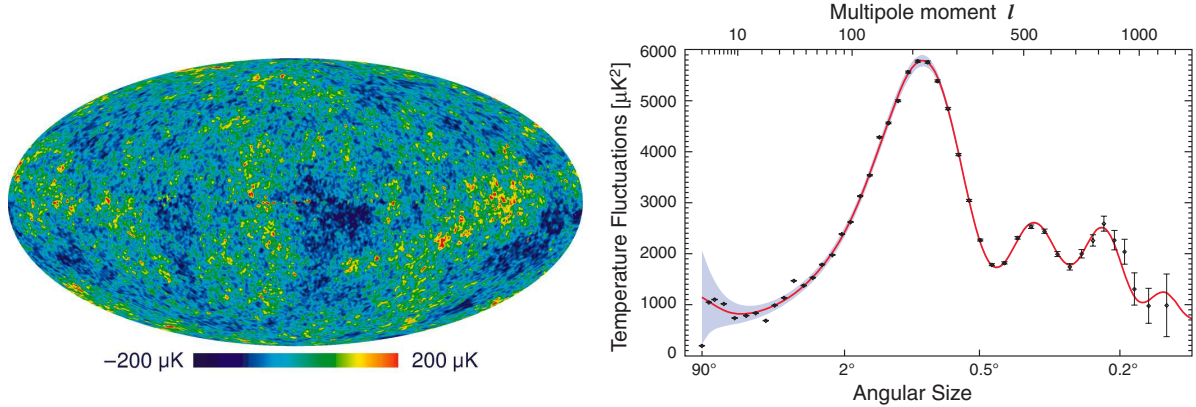 −200 µK 200 µK
Multipole moment l
10 100 500 1000
Temperature Fluctuations [µK²]
6000
5000
4000
3000
2000
1000
0
90° 2° 0.5° 0.2°
Angular Size